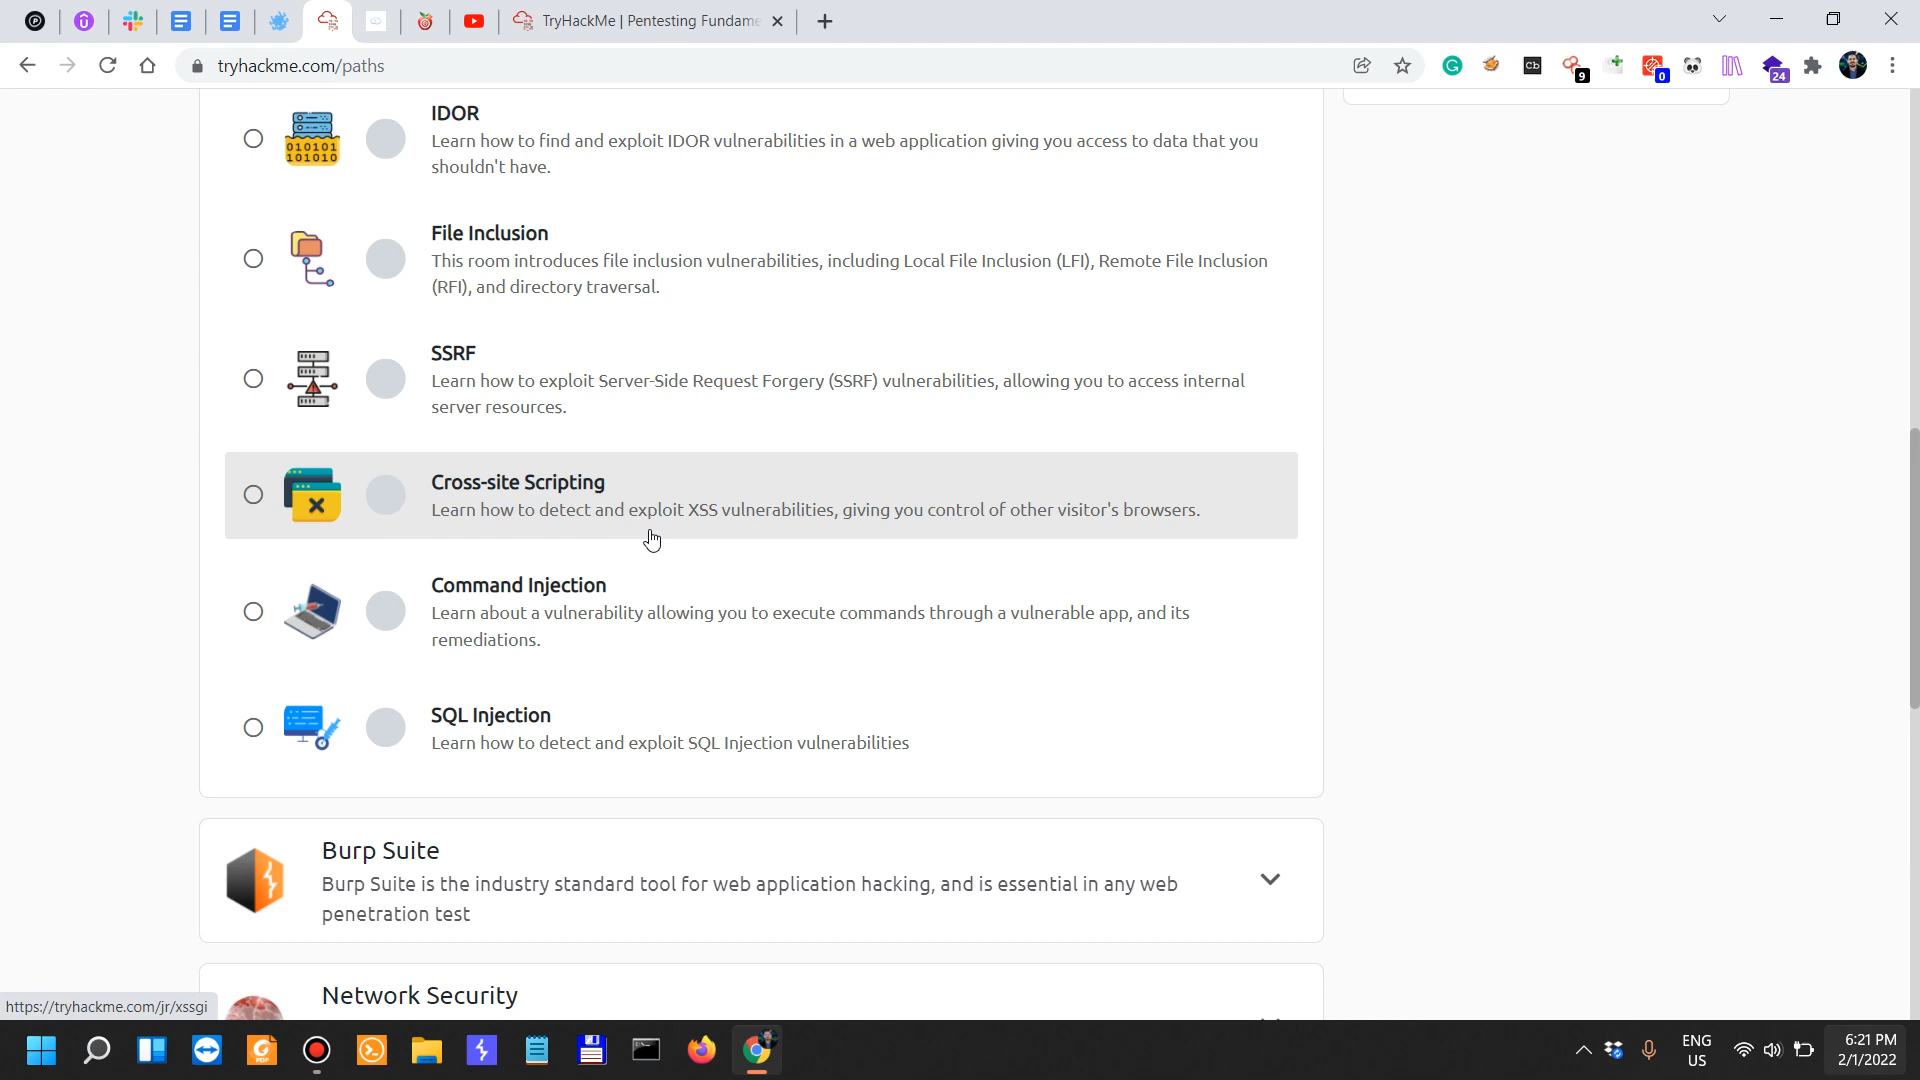 TryHackMe | Pentesting Fundame
tryhackme.com/paths
Cb
9
0
24
IDOR
Learn how to find and exploit IDOR vulnerabilities in a web application giving you access to data that you
shouldn't have.
010101
101010
File Inclusion
This room introduces file inclusion vulnerabilities, including Local File Inclusion (LFI), Remote File Inclusion
(RFI), and directory traversal.
SSRF
Learn how to exploit Server-Side Request Forgery (SSRF) vulnerabilities, allowing you to access internal
server resources.
Cross-site Scripting
Learn how to detect and exploit XSS vulnerabilities, giving you control of other visitor's browsers.
Command Injection
Learn about a vulnerability allowing you to execute commands through a vulnerable app, and its
remediations.
SQL Injection
Learn how to detect and exploit SQL Injection vulnerabilities
Burp Suite
Burp Suite is the industry standard tool for web application hacking, and is essential in any web
penetration test
Network Security
https://tryhackme.com/jr/xssgi
PDF
ENG
US
6:21 PM
2/1/2022